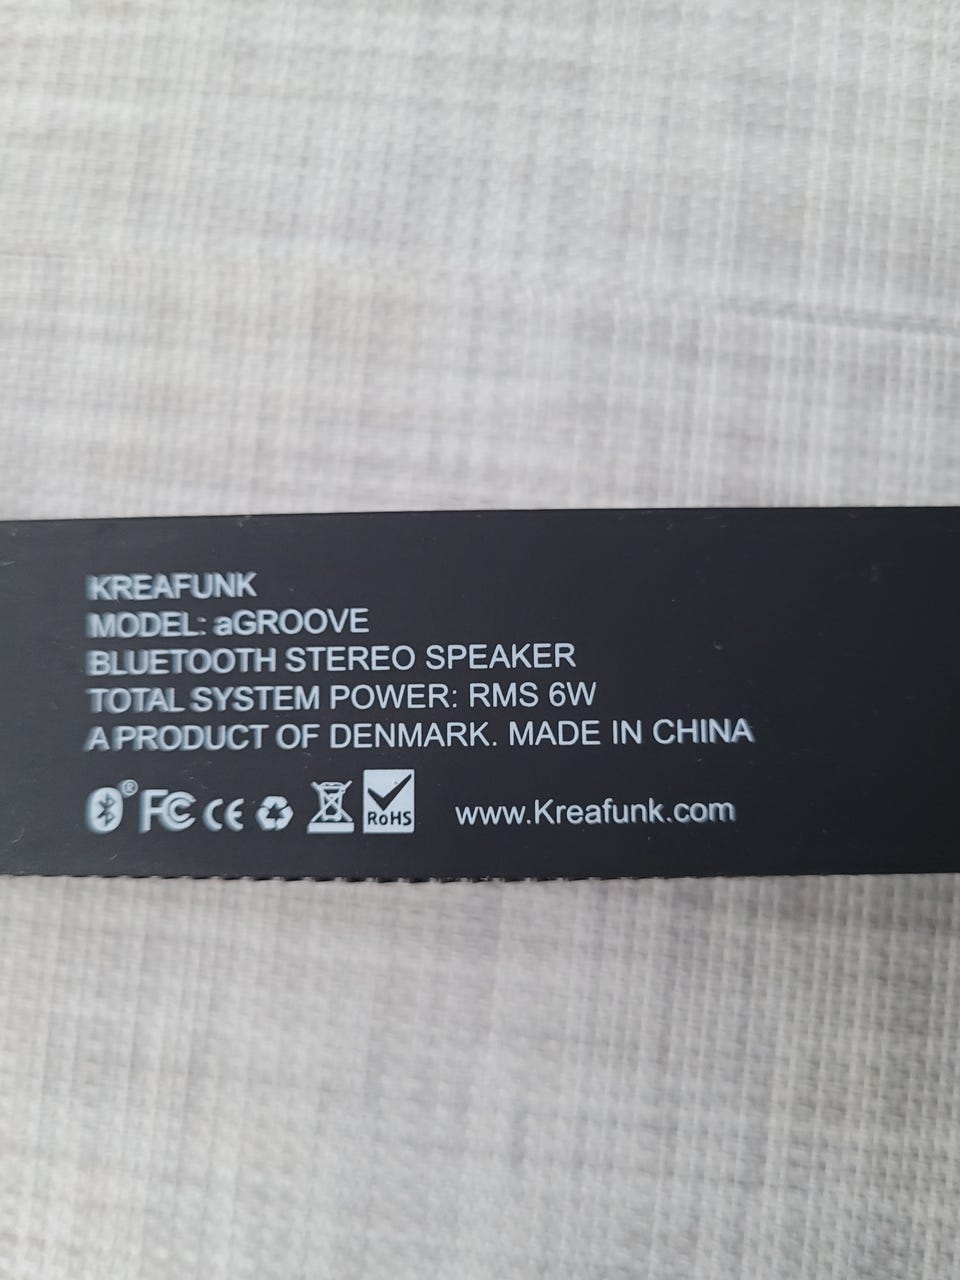 KREAFUNK
MODEL: aGROOVE
BLUETOOTH STEREO SPEAKER
TOTAL SYSTEM POWER: RMS 6W
A PRODUCT OF DENMARK. MADE IN CHINA
® FC CE RoHS www.Kreafunk.com